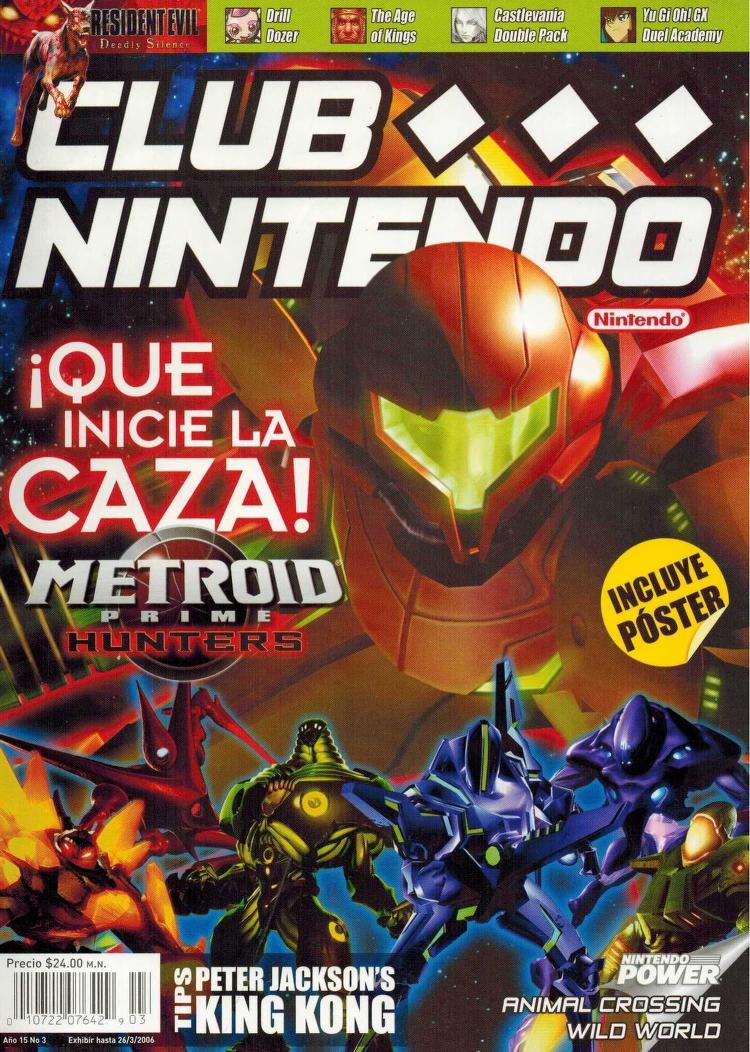 RESIDENT EVIL
Deadly Silence
Drill
Dozer
The Age
of Kings
Castlevania
Double Pack
Yu Gi Oh! GX
Duel Academy
CLUB
NINTENDO
Nintendo®
¡QUE
INICIE LA
CAZA!
METROID
PRIME
HUNTERS
INCLUYE
PÓSTER
Precio $24.00 M.N.
0 10722 07642 9 03
Año 15 No 3 Exhibir hasta 26/3/2006
TIPS
PETER JACKSON'S
KING KONG
NINTENDO
POWER
ANIMAL CROSSING
WILD WORLD